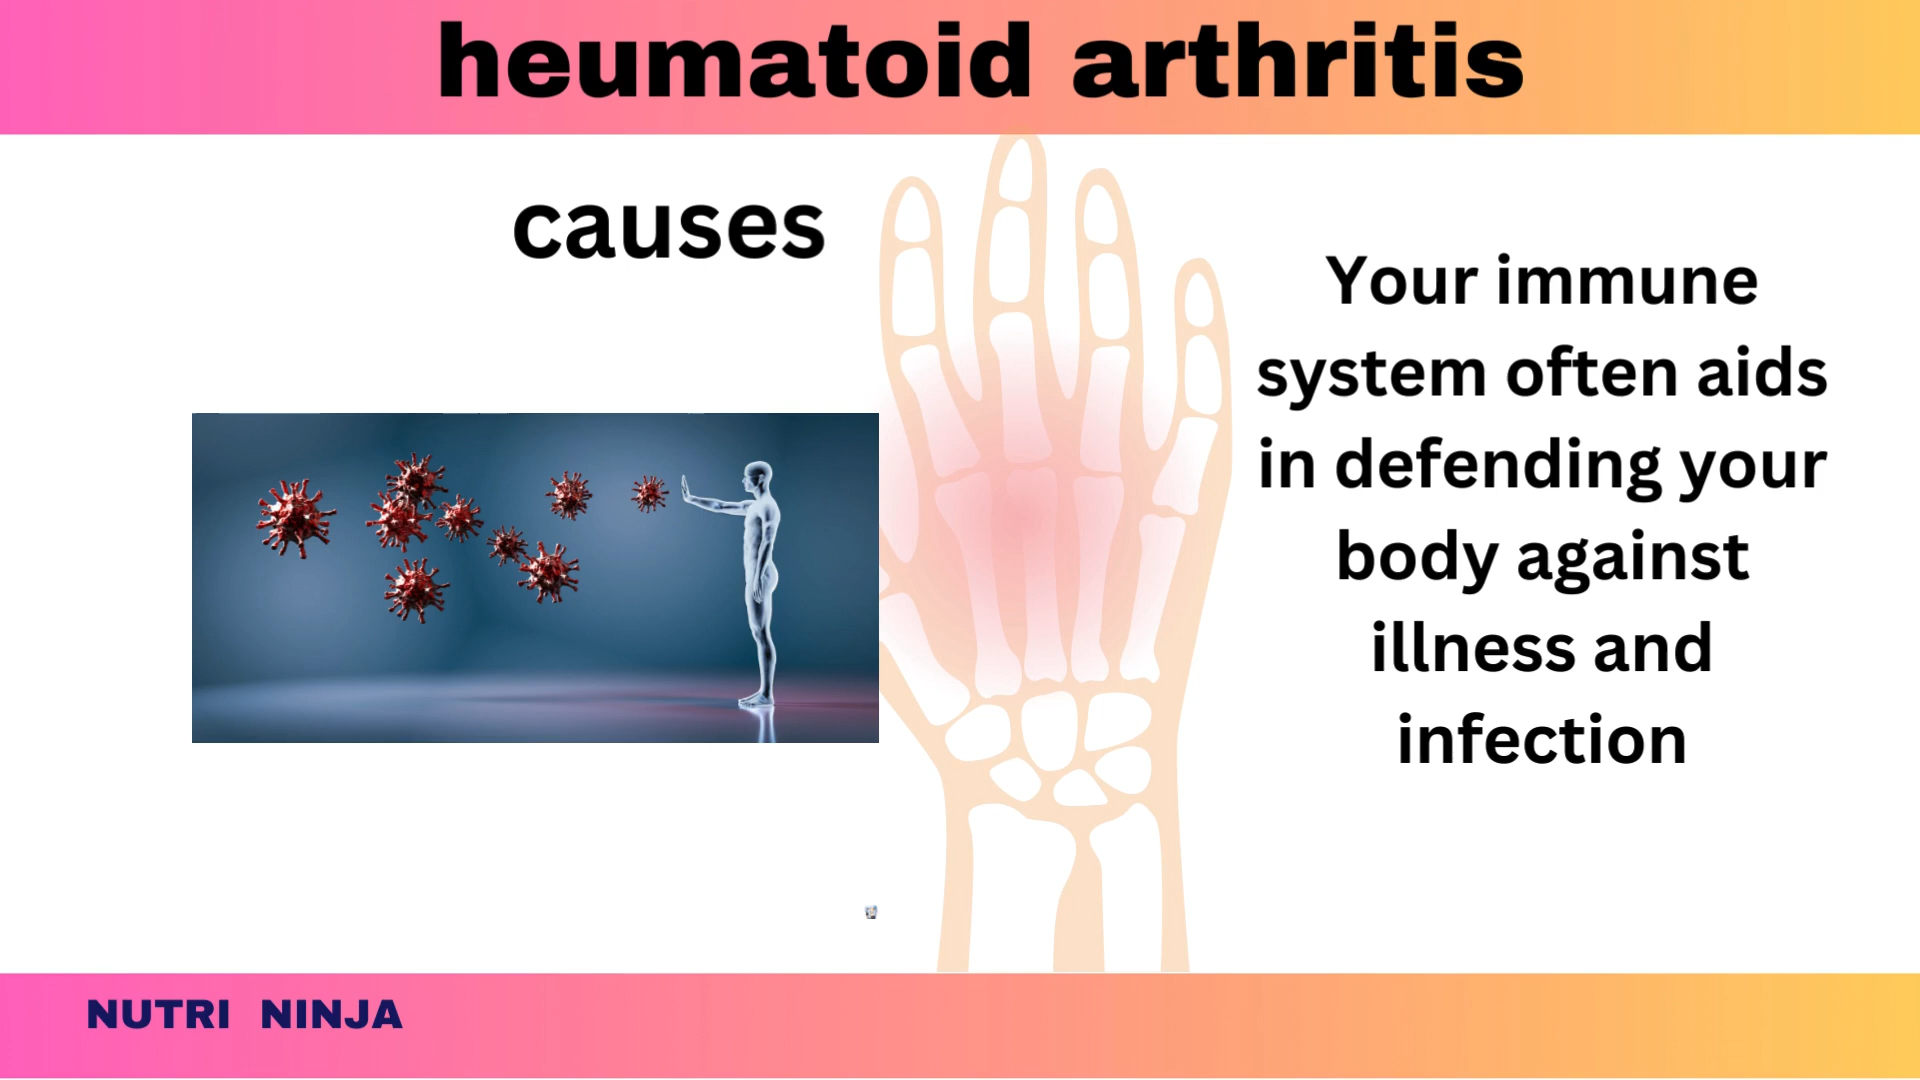 heumatoid arthritis
causes
Your immune
system often aids
in defending your
body against
illness and
infection
NUTRI NINJA